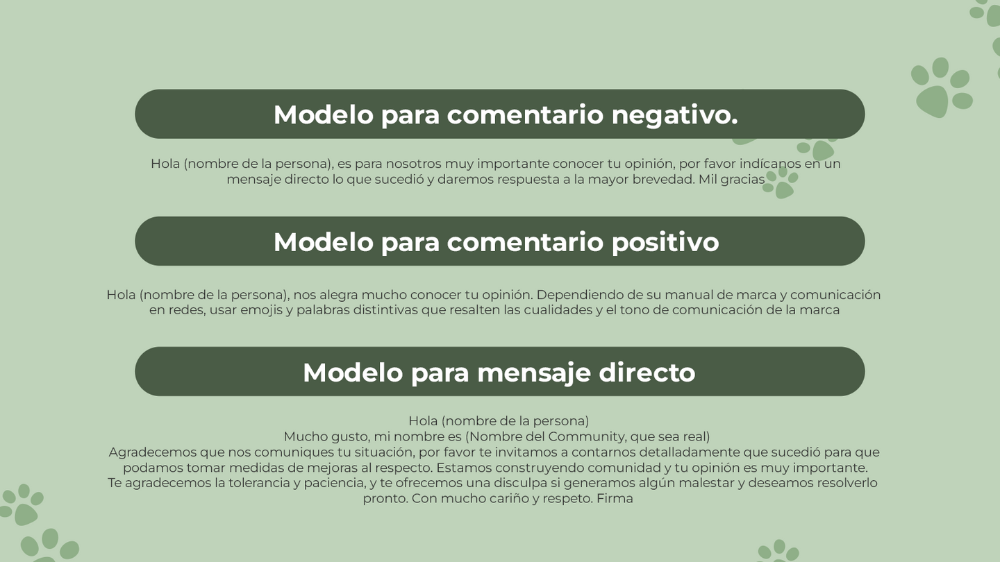 Modelo para comentario negativo.
Hola (nombre de la persona), es para nosotros muy importante conocer tu opinión, por favor indícanos en un
mensaje directo lo que sucedió y daremos respuesta a la mayor brevedad. Mil gracias
Modelo para comentario positivo
Hola (nombre de la persona), nos alegra mucho conocer tu opinión. Dependiendo de su manual de marca y comunicación
en redes, usar emojis y palabras distintivas que resalten las cualidades y el tono de comunicación de la marca
Modelo para mensaje directo
Hola (nombre de la persona)
Mucho gusto, mi nombre es (Nombre del Community, que sea real)
Agradecemos que nos comuniques tu situación, por favor te invitamos a contarnos detalladamente que sucedió para que
podamos tomar medidas de mejoras al respecto. Estamos construyendo comunidad y tu opinión es muy importante.
Te agradecemos la tolerancia y paciencia, y te ofrecemos una disculpa si generamos algún malestar y deseamos resolverlo
pronto. Con mucho cariño y respeto. Firma